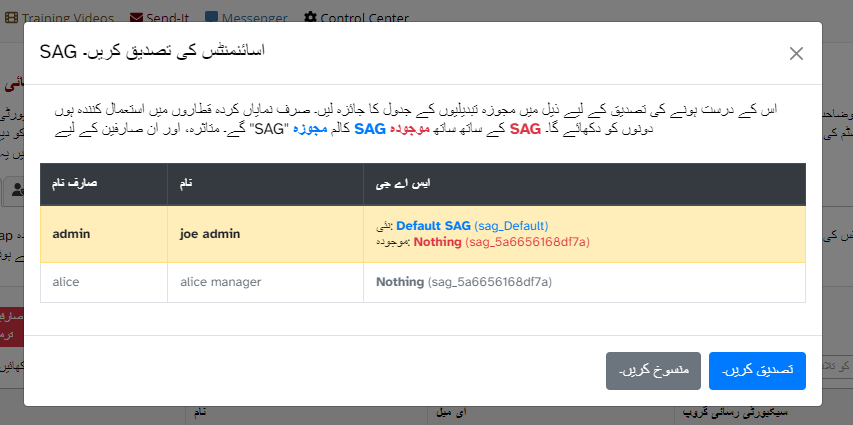 Training Videos
Send-It
Messenger
Control Center
SAG اسائنمنٹس کی تصدیق کریں۔
اس کے درست ہونے کی تصدیق کے لیے ذیل میں مجوزہ تبدیلیوں کے جدول کا جائزہ لیں۔ صرف نمایاں کردہ قطاروں میں استعمال کنندہ ہوں
گے۔ متاثرہ، اور ان صارفین کے لیے "SAG" کالم مجوزہ SAG کے ساتھ ساتھ موجودہ SAG دونوں کو دکھائے گا۔
صارف نام	نام	ایس اے جی
admin	joe admin	نئی: Default SAG (sag_Default)
موجودہ: Nothing (sag_5a6656168df7a)
alice	alice manager	Nothing (sag_5a6656168df7a)
منسوخ کریں۔	تصدیق کریں۔
نام	ای میل	سیکیورٹی رسائی گروپ